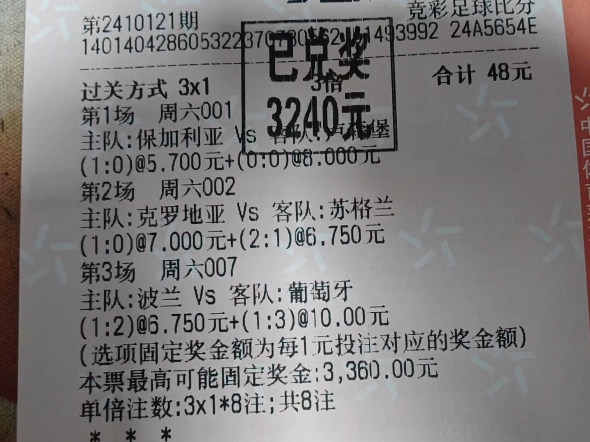 竞彩足球比分
第2410121期
24A5654E
已兑奖
3240元
过关方式 3x1
3倍
合计 48元
第1场 周六001
主队:保加利亚 Vs 客队:卢森堡
(1:0)@5.700元+(0:0)@8.000元
第2场 周六002
主队:克罗地亚 Vs 客队:苏格兰
(1:0)@7.000元+(2:1)@6.750元
第3场 周六007
主队:波兰 Vs 客队:葡萄牙
(1:2)@6.750元+(1:3)@10.00元
(选项固定奖金额为每1元投注对应的奖金额)
本票最高可能固定奖金:3,360.00元
单倍注数:3x1*8注;共8注
* * *